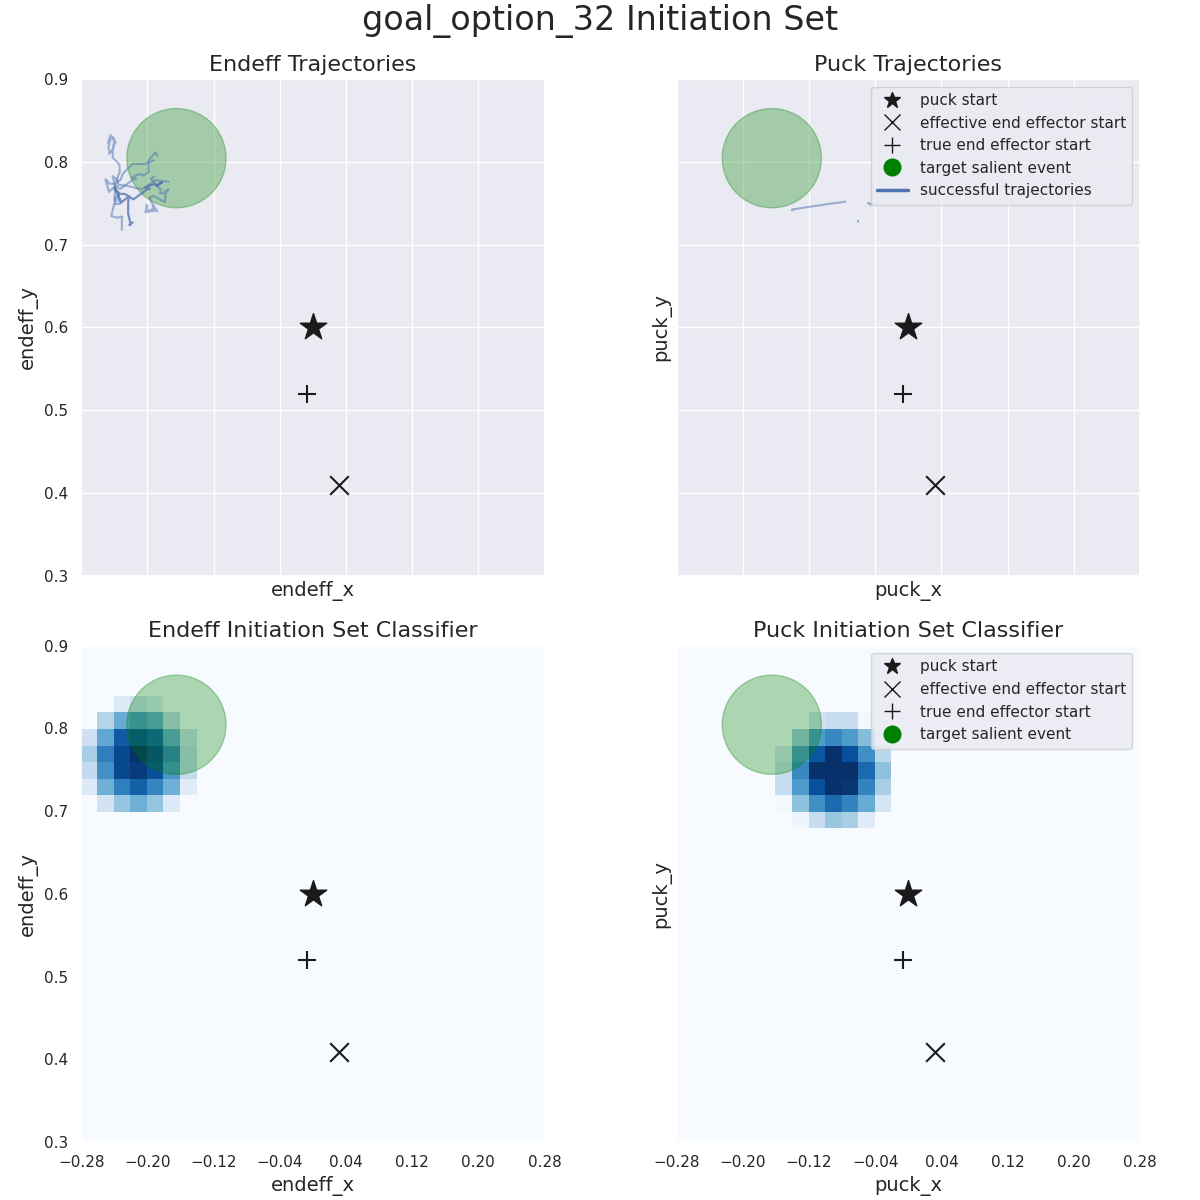 goal_option_32 Initiation Set
Endeff Trajectories
0.9
0.8
0.7
0.6
0.5
0.4
0.3
endeff_y
endeff_x
Puck Trajectories
puck start
effective end effector start
true end effector start
target salient event
successful trajectories
puck_y
puck_x
Endeff Initiation Set Classifier
0.9
0.8
0.7
0.6
0.5
0.4
0.3
endeff_y
−0.28 −0.20 −0.12 −0.04 0.04 0.12 0.20 0.28
endeff_x
Puck Initiation Set Classifier
puck start
effective end effector start
true end effector start
target salient event
puck_y
−0.28 −0.20 −0.12 −0.04 0.04 0.12 0.20 0.28
puck_x